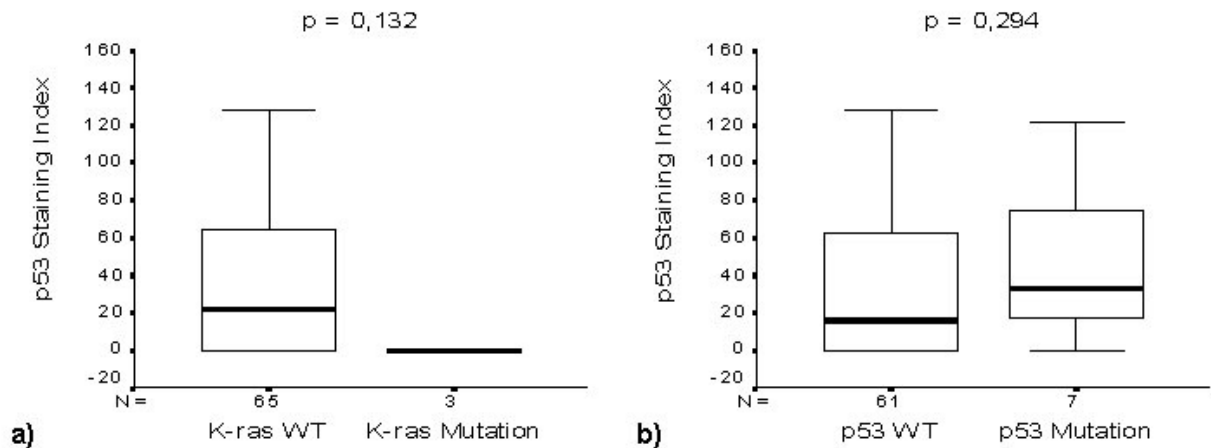 p = 0,132
p53 Staining Index
160
140
120
100
80
60
40
20
0
-20
N = 65 3
K-ras WT K-ras Mutation
a)
p = 0,294
p53 Staining Index
160
140
120
100
80
60
40
20
0
-20
N = 61 7
p53 WT p53 Mutation
b)